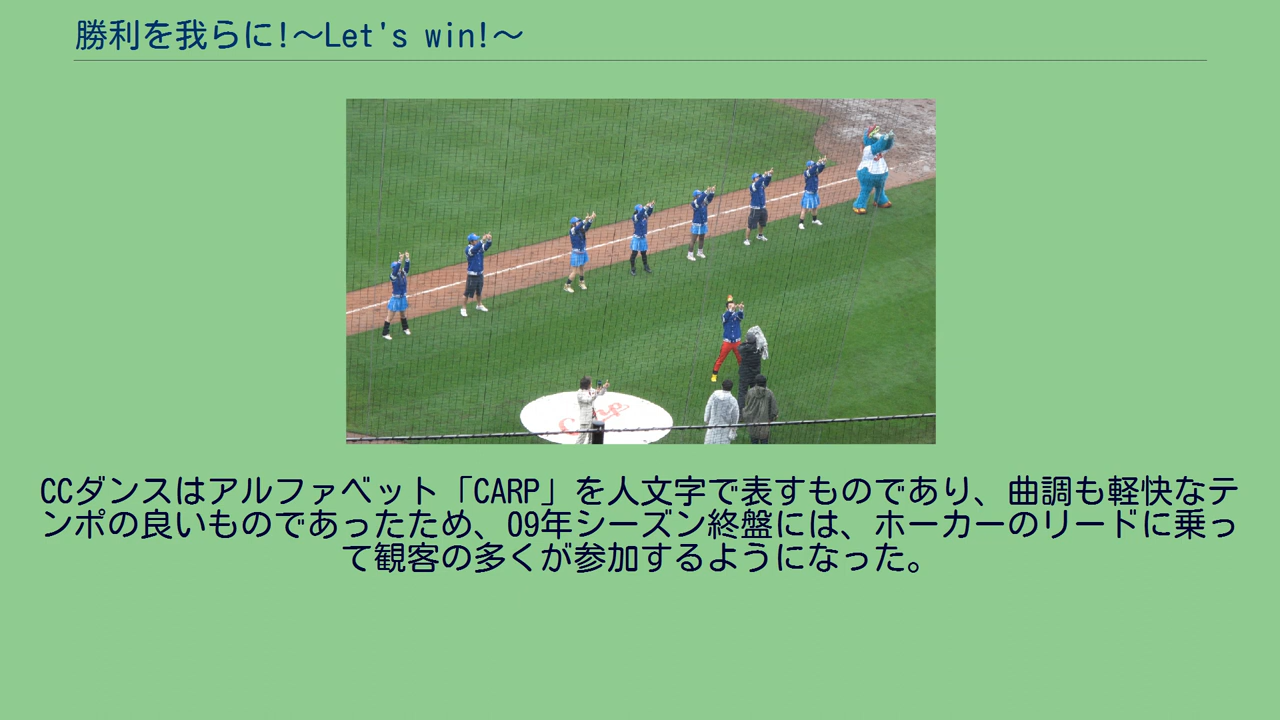 勝利を我らに!～Let's win!～
Carp
CCダンスはアルファベット「CARP」を人文字で表すものであり、曲調も軽快なテ
ンポの良いものであったため、09年シーズン終盤には、ホーカーのリードに乗っ
て観客の多くが参加するようになった。